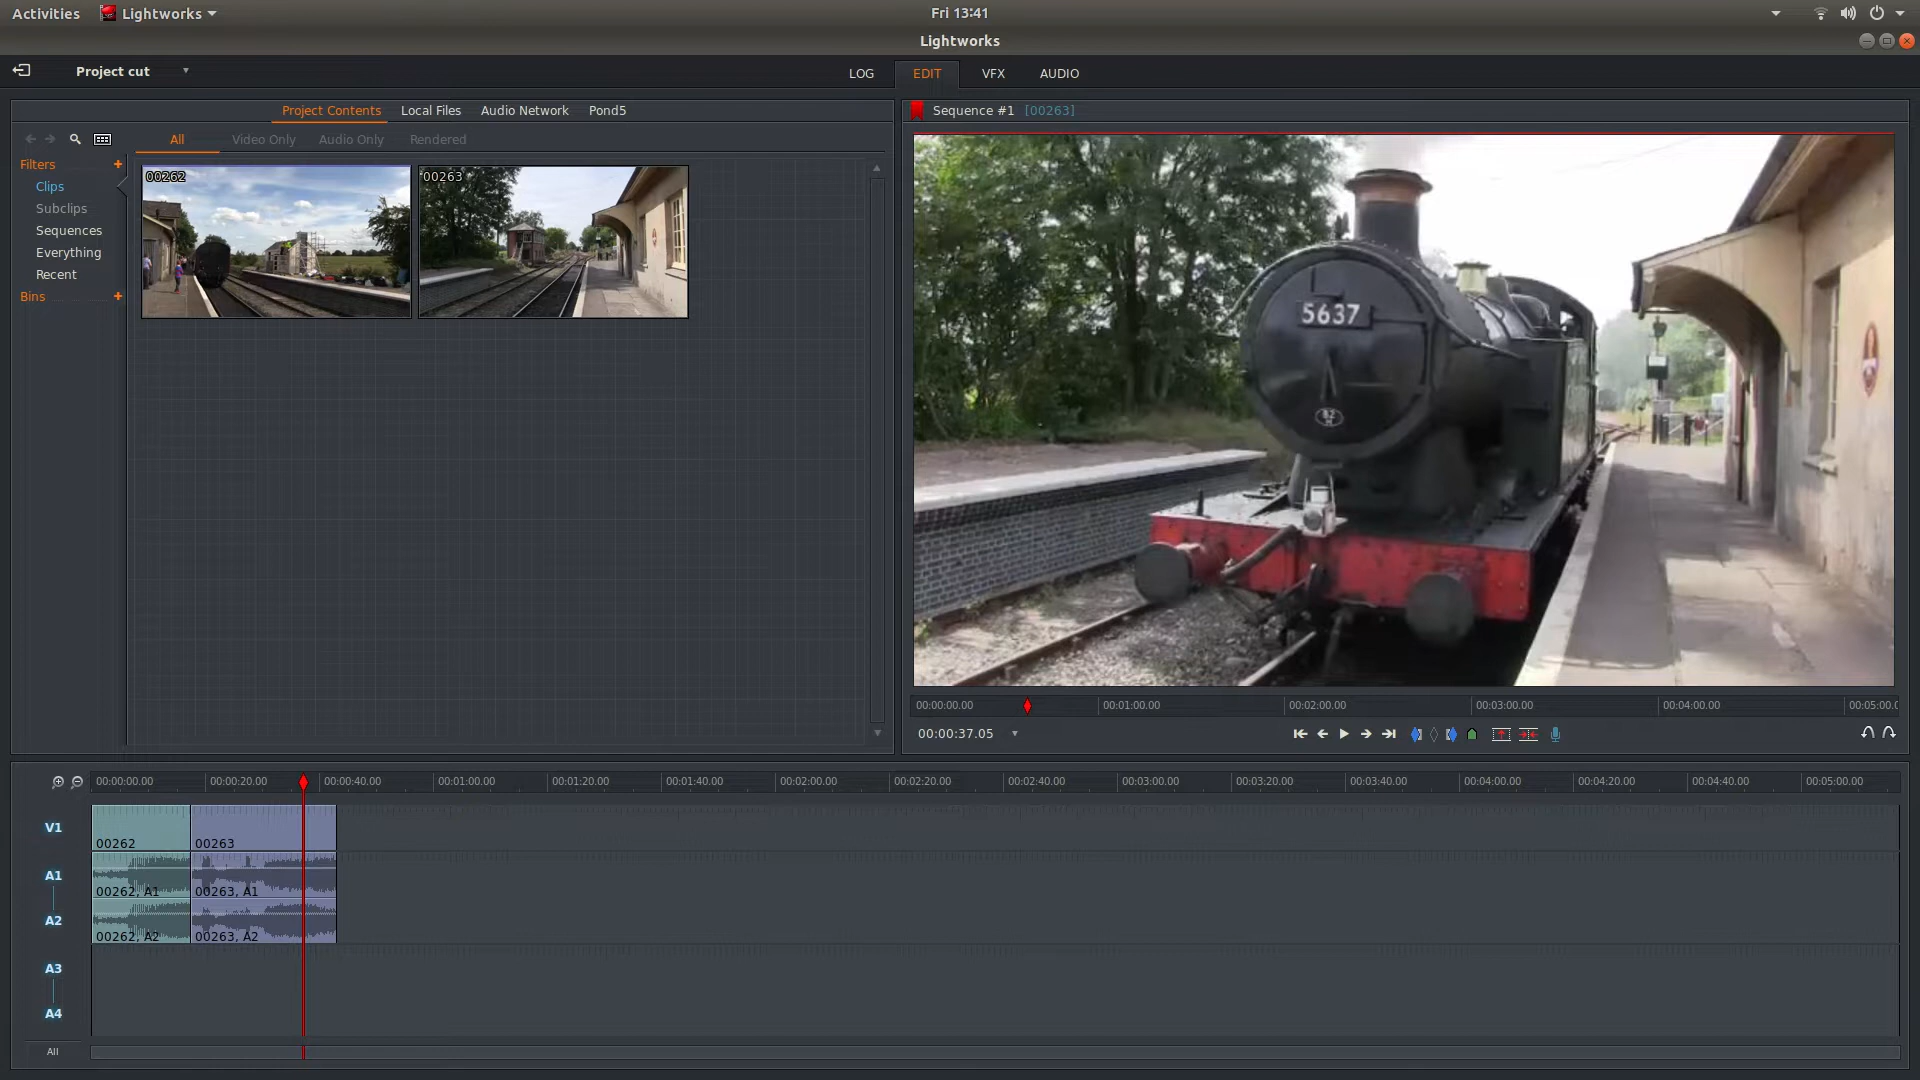 Activities Lightworks Fri 13:41
Lightworks
Project cut LOG EDIT VFX AUDIO
Project Contents Local Files Audio Network Pond5
Sequence #1 [00263]
All Video Only Audio Only Rendered
Filters +
Clips
Subclips
Sequences
Everything
Recent
Bins +
00262
00263
5637
82
00:00:00.00 00:01:00.00 00:02:00.00 00:03:00.00 00:04:00.00 00:05:00.0
00:00:37.05
00:00:00.00 00:00:20.00 00:00:40.00 00:01:00.00 00:01:20.00 00:01:40.00 00:02:00.00 00:02:20.00 00:02:40.00 00:03:00.00 00:03:20.00 00:03:40.00 00:04:00.00 00:04:20.00 00:04:40.00 00:05:00.00
V1
00262 00263
A1
00262, A1 00263, A1
A2
00262, A2 00263, A2
A3
A4
All